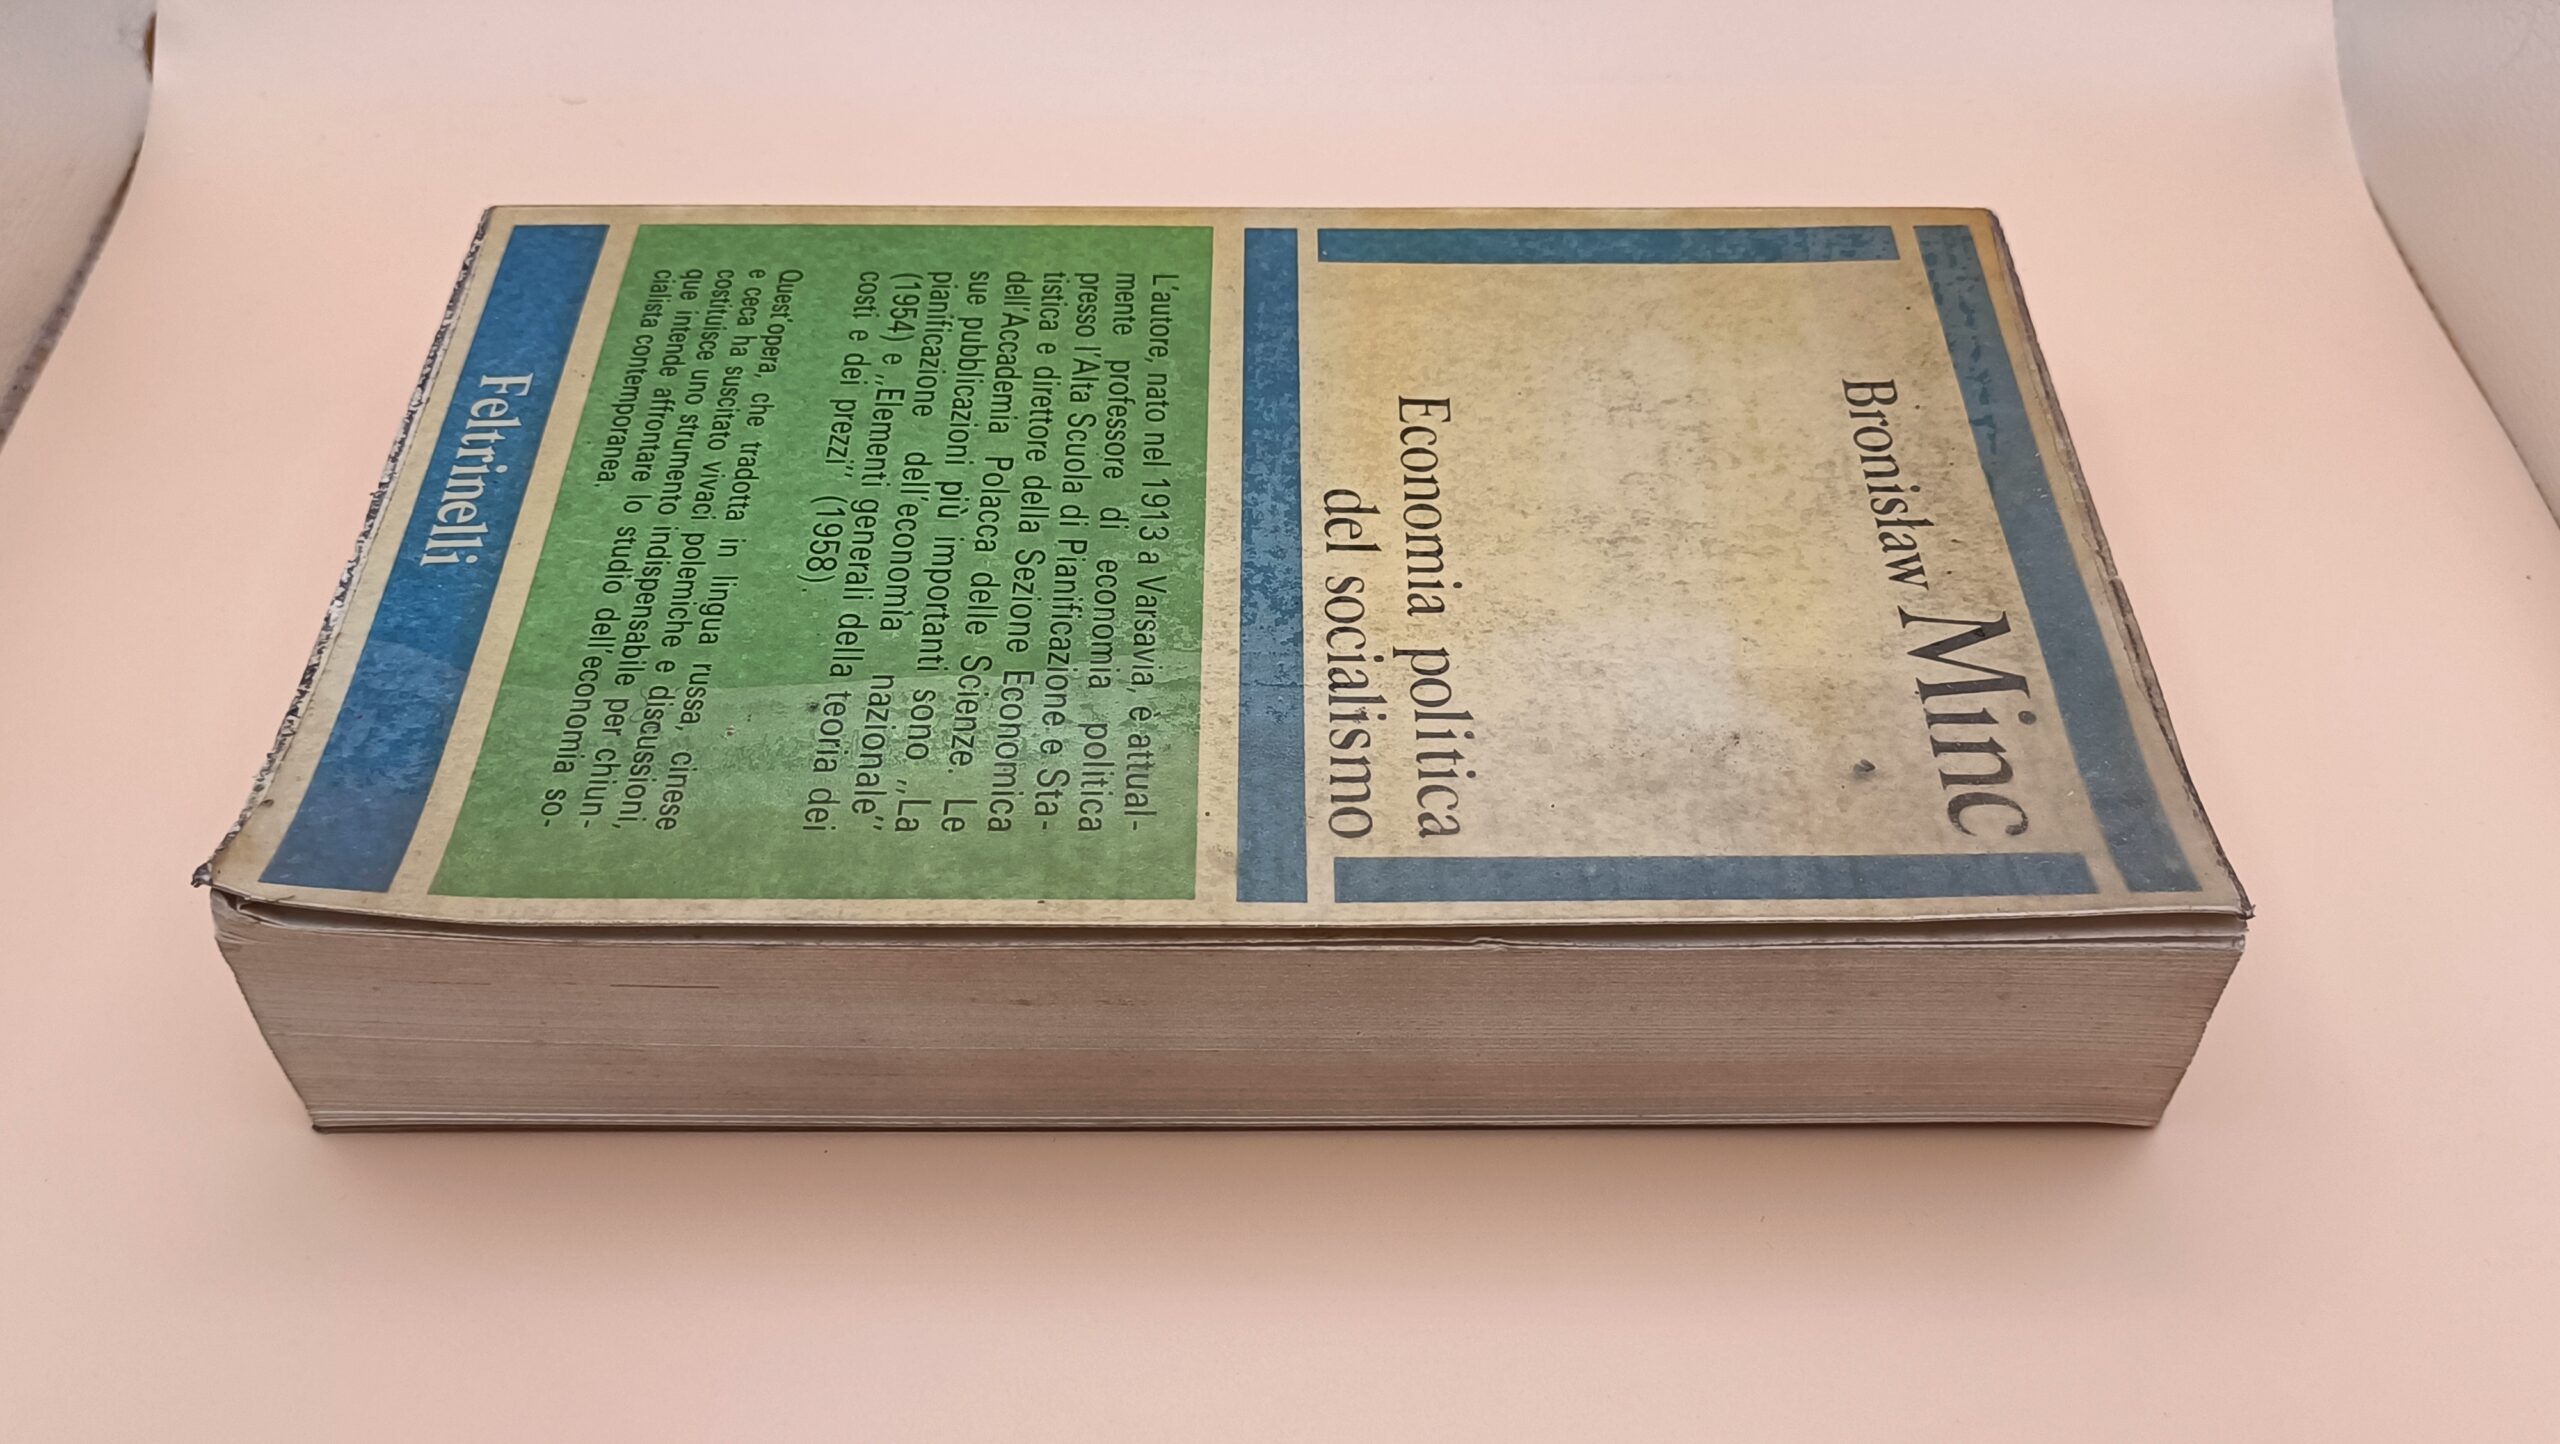 Bronisław Minc
Economia politica
del socialismo
L'autore, nato nel 1913 a Varsavia, è attual-
mente professore di economia politica
presso l'Alta Scuola di Pianificazione e Sta-
tistica e direttore della Sezione Economica
dell'Accademia Polacca delle Scienze. Le
sue pubblicazioni più importanti sono „La
pianificazione dell'economia nazionale”
(1954) e „Elementi generali della teoria dei
costi e dei prezzi” (1958).
Quest'opera, che tradotta in lingua russa, cinese
e ceca ha suscitato vivaci polemiche e discussioni,
costituisce uno strumento indispensabile per chiun-
que intende affrontare lo studio dell'economia so-
cialista contemporanea.
Feltrinelli